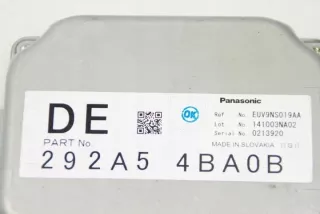 DE
PART No.
292A5 4BA0B
OK
Panasonic
Ref. No. EUV9NS019AA
Lot. No. 141003NA02
Serial No. 0213920
MADE IN SLOVAKIA